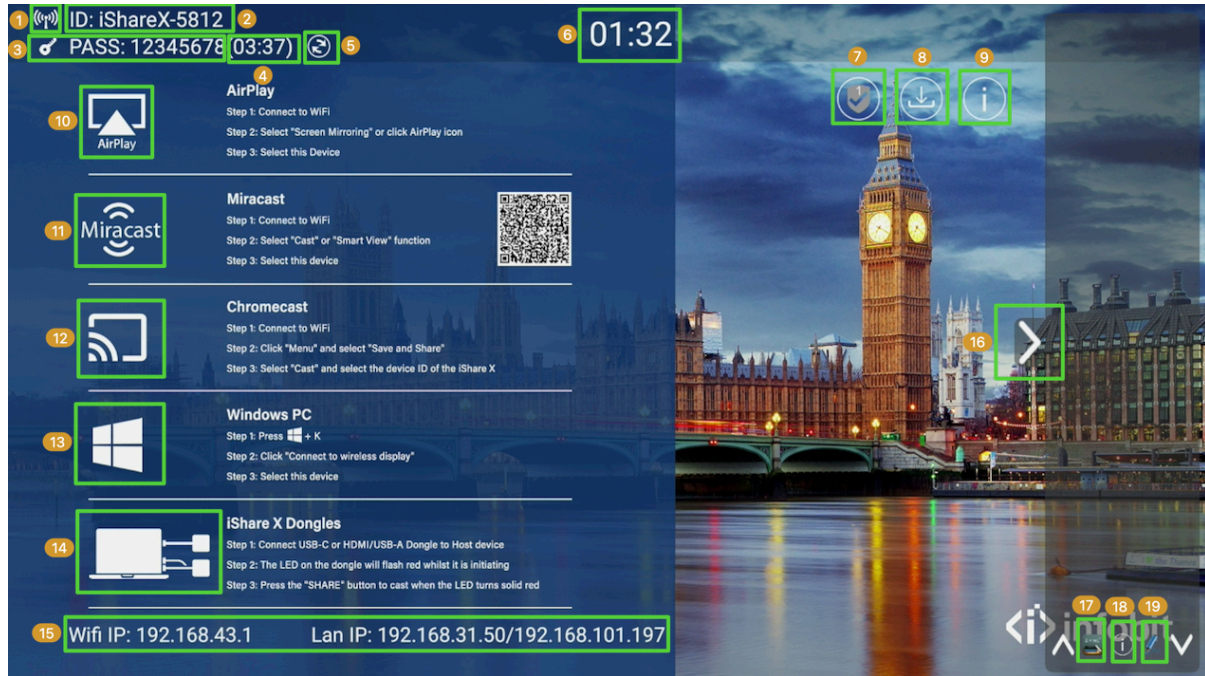 1
ID: iShareX-5812
2
3
PASS: 12345678 (03:37)
4
5
6
01:32
7
8
9
1
i
10
AirPlay
AirPlay
Step 1: Connect to WiFi
Step 2: Select "Screen Mirroring" or click AirPlay icon
Step 3: Select this Device
11
Miracast
Miracast
Step 1: Connect to WiFi
Step 2: Select "Cast" or "Smart View" function
Step 3: Select this device
12
Chromecast
Step 1: Connect to WiFi
Step 2: Click "Menu" and select "Save and Share"
Step 3: Select "Cast" and select the device ID of the iShare X
13
Windows PC
Step 1: Press + K
Step 2: Click "Connect to wireless display"
Step 3: Select this device
14
iShare X Dongles
Step 1: Connect USB-C or HDMI/USB-A Dongle to Host device
Step 2: The LED on the dongle will flash red whilst it is initiating
Step 3: Press the "SHARE" button to cast when the LED turns solid red
15
Wifi IP: 192.168.43.1 Lan IP: 192.168.31.50/192.168.101.197
16
17
18
19
i